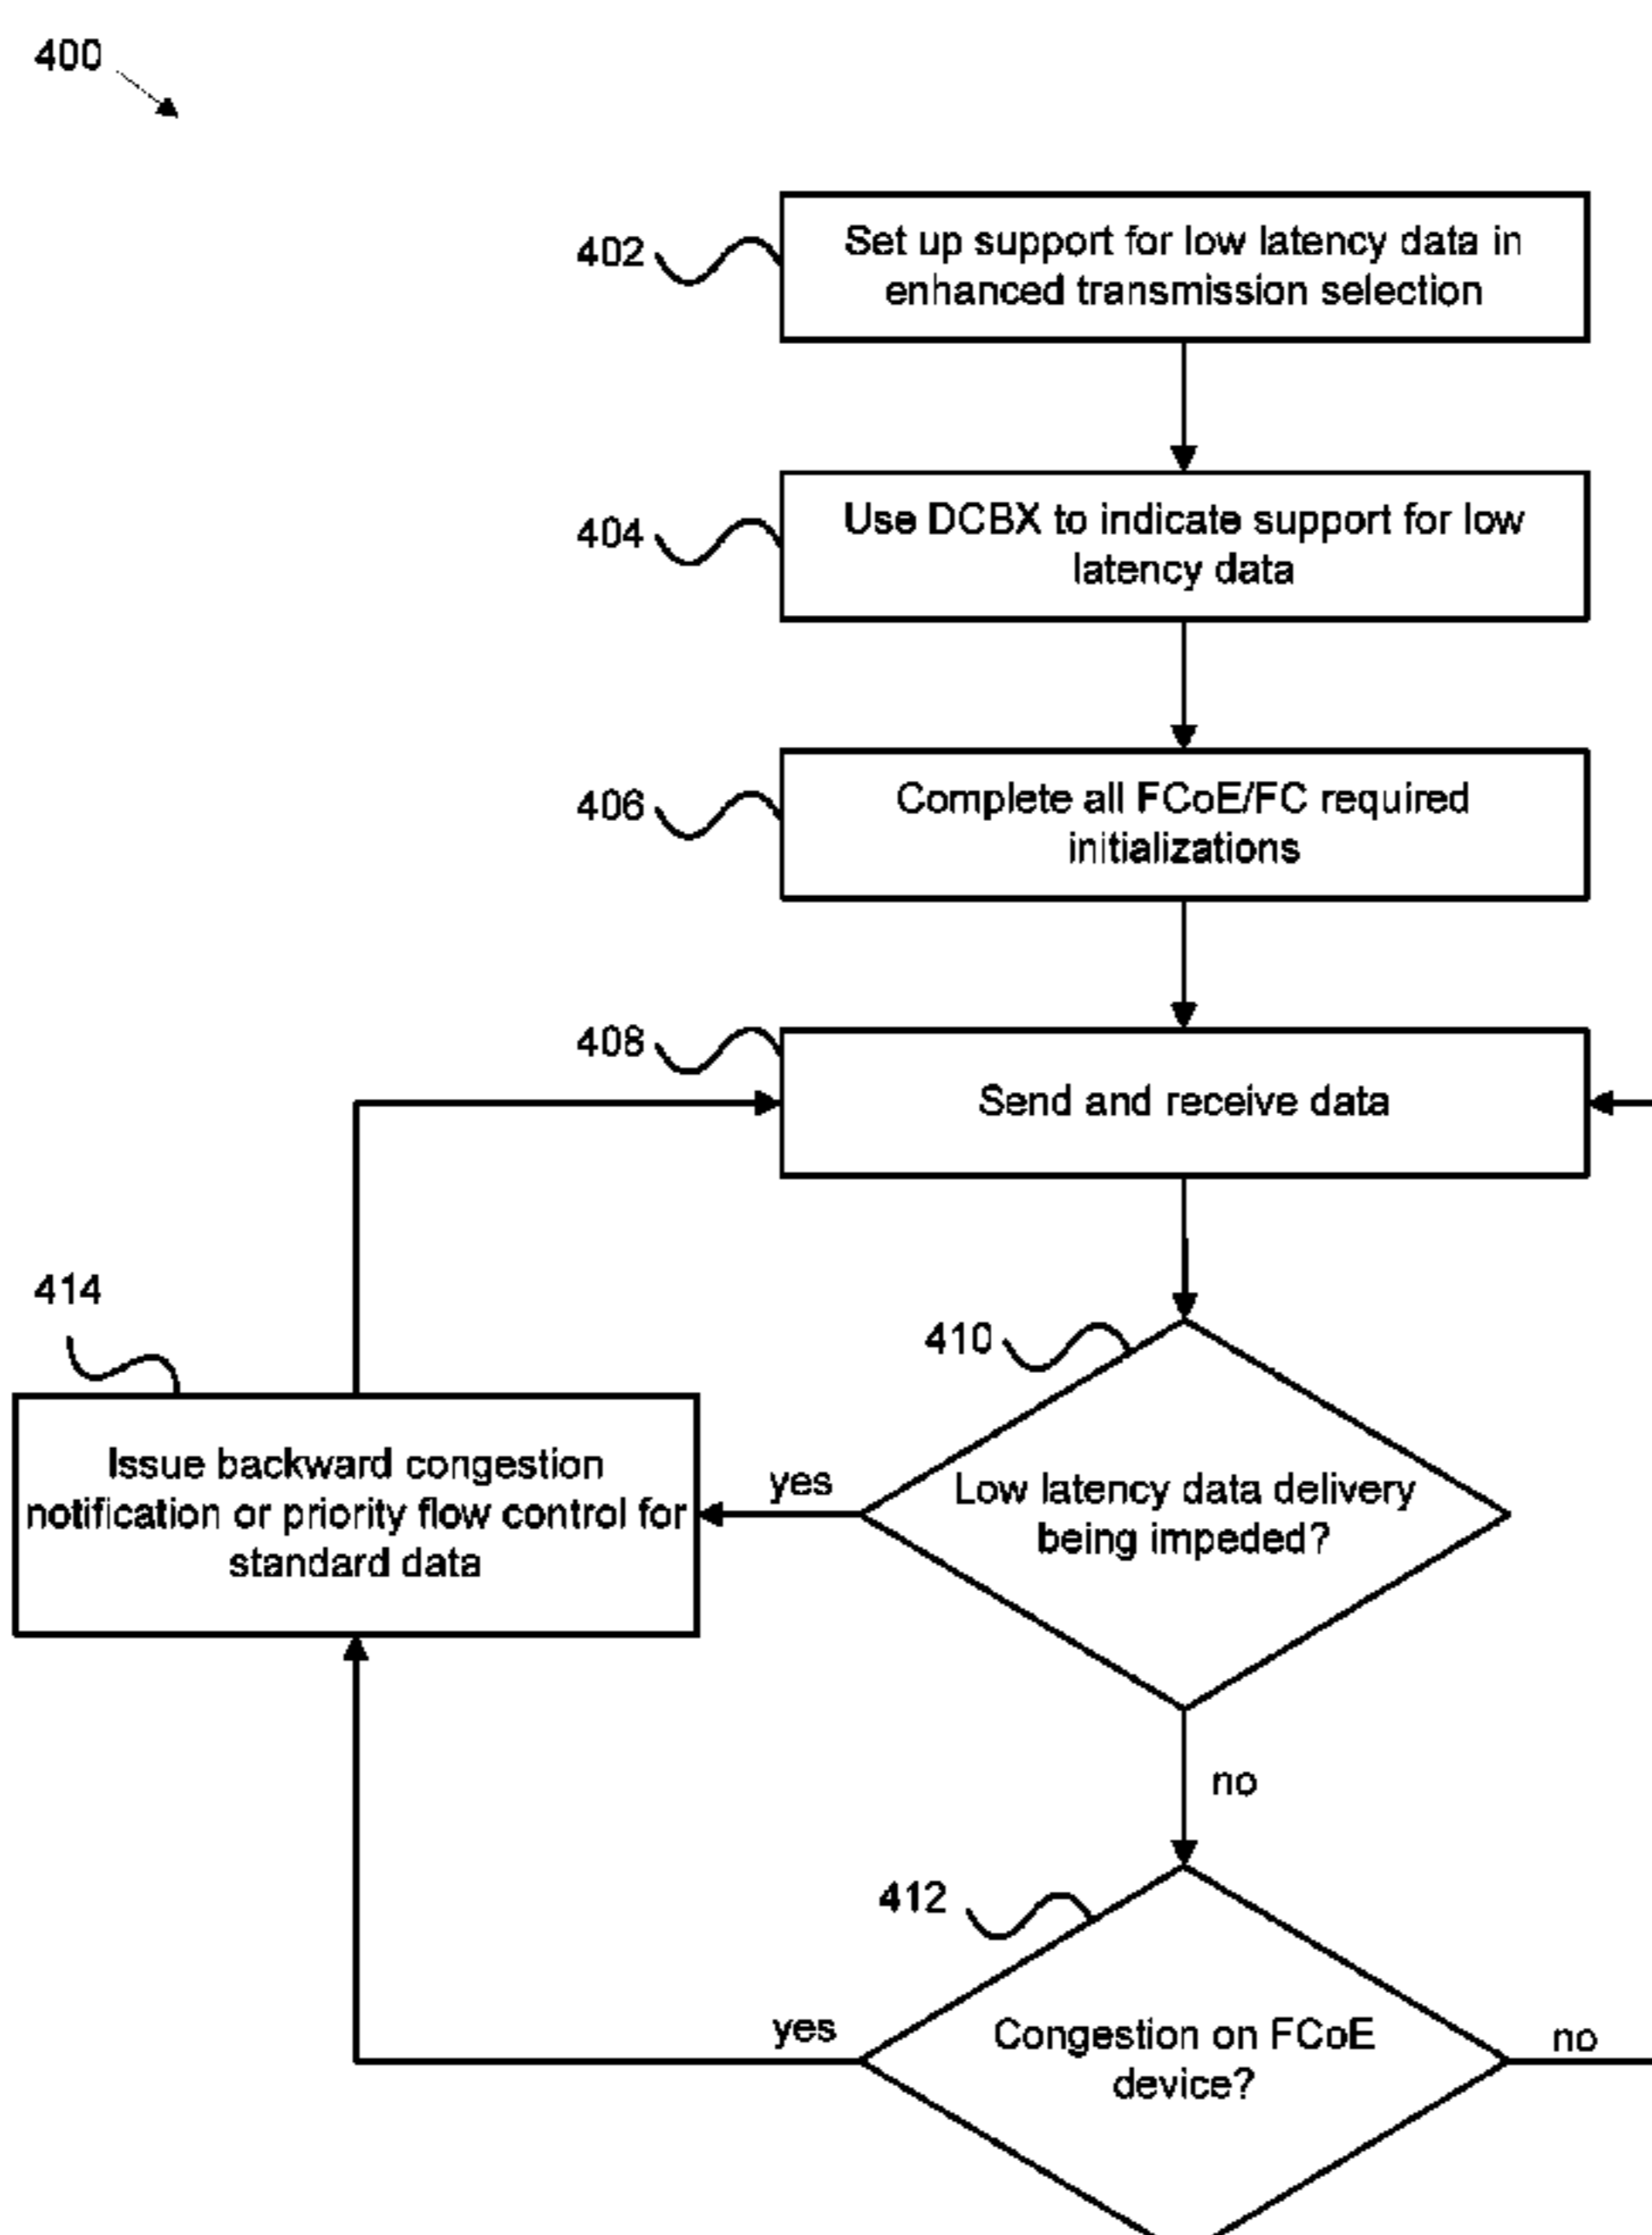 400
402
Set up support for low latency data in
enhanced transmission selection
404
Use DCBX to indicate support for low
latency data
406
Complete all FCoE/FC required
initializations
408
Send and receive data
414
410
Issue backward congestion
notification or priority flow control for
standard data
yes
Low latency data delivery
being impeded?
no
412
yes
Congestion on FCoE
device?
no